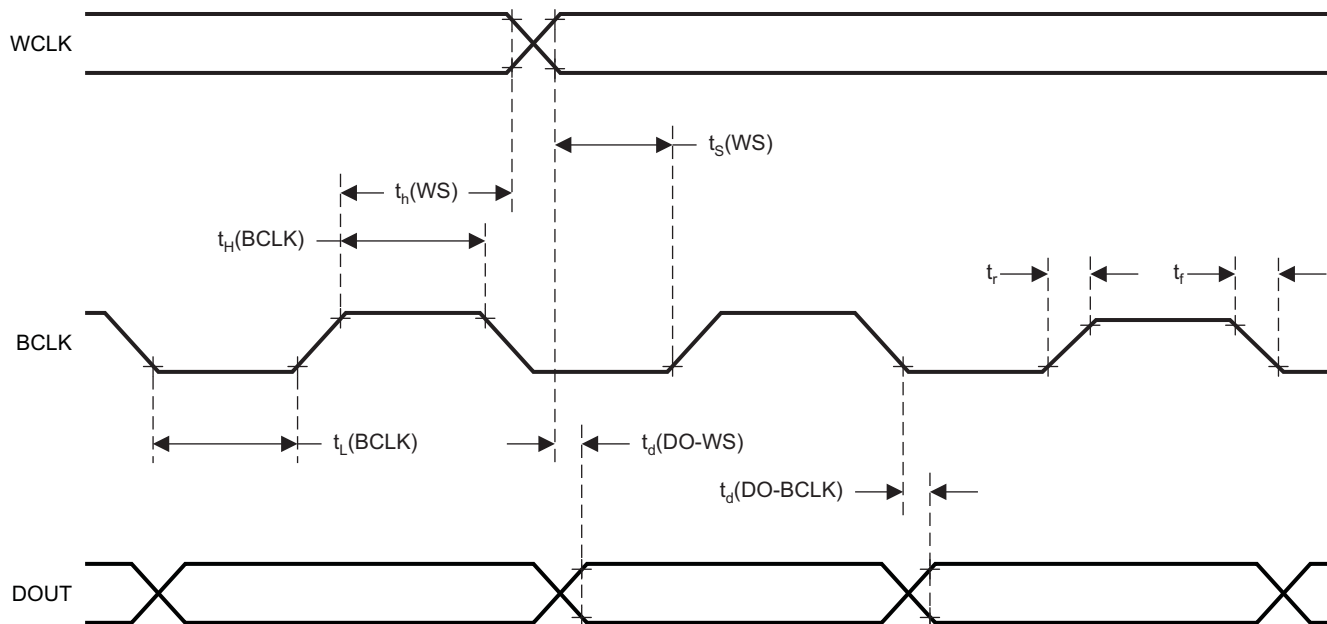 WCLK
tS(WS)
th(WS)
tH(BCLK)
tr
tf
BCLK
tL(BCLK)
td(DO-WS)
td(DO-BCLK)
DOUT